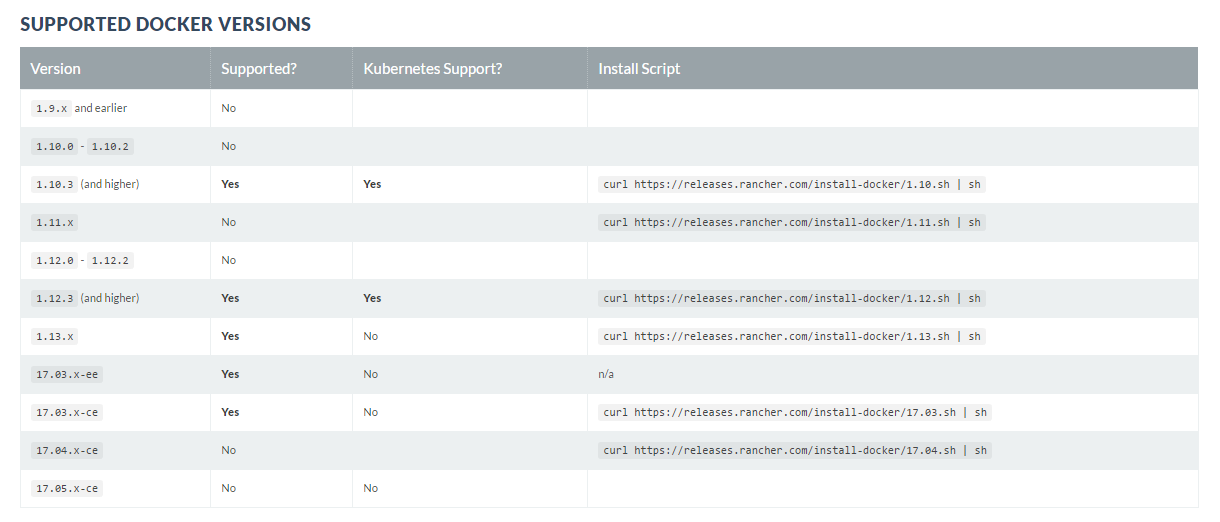 SUPPORTED DOCKER VERSIONS
Version Supported? Kubernetes Support? Install Script
1.9.x and earlier No
1.10.0 - 1.10.2 No
1.10.3 (and higher) Yes Yes curl https://releases.rancher.com/install-docker/1.10.sh | sh
1.11.x No curl https://releases.rancher.com/install-docker/1.11.sh | sh
1.12.0 - 1.12.2 No
1.12.3 (and higher) Yes Yes curl https://releases.rancher.com/install-docker/1.12.sh | sh
1.13.x Yes No curl https://releases.rancher.com/install-docker/1.13.sh | sh
17.03.x-ee Yes No n/a
17.03.x-ce Yes No curl https://releases.rancher.com/install-docker/17.03.sh | sh
17.04.x-ce No curl https://releases.rancher.com/install-docker/17.04.sh | sh
17.05.x-ce No No